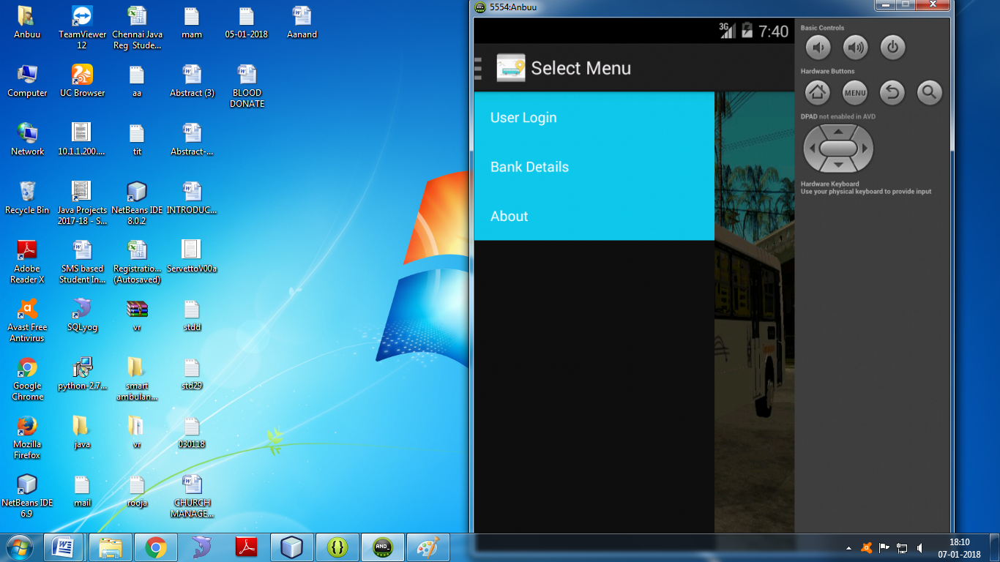 Anbuu
TeamViewer
12
Chennai Java
Reg_Stude...
mam
05-01-2018
Aanand
Computer
UC Browser
aa
Abstract (3)
BLOOD
DONATE
Network
10.1.1.200....
tit
Abstract-...
Recycle Bin
Java Projects
2017-18 - S...
NetBeans IDE
8.0.2
INTRODUC...
Adobe
Reader X
SMS based
Student In...
Registratio...
(Autosaved)
ServettoV00a
Avast Free
Antivirus
SQLyog
vr
stdd
Google
Chrome
python-2.7...
smart
ambulan...
std29
Mozilla
Firefox
java
vr
030118
NetBeans IDE
6.9
mail
rooja
CHURCH
MANAGE...
5554:Anbuu
3G
7:40
Select Menu
User Login
Bank Details
About
Basic Controls
Hardware Buttons
MENU
DPAD not enabled in AVD
Hardware Keyboard
Use your physical keyboard to provide input
AND_
18:10
07-01-2018